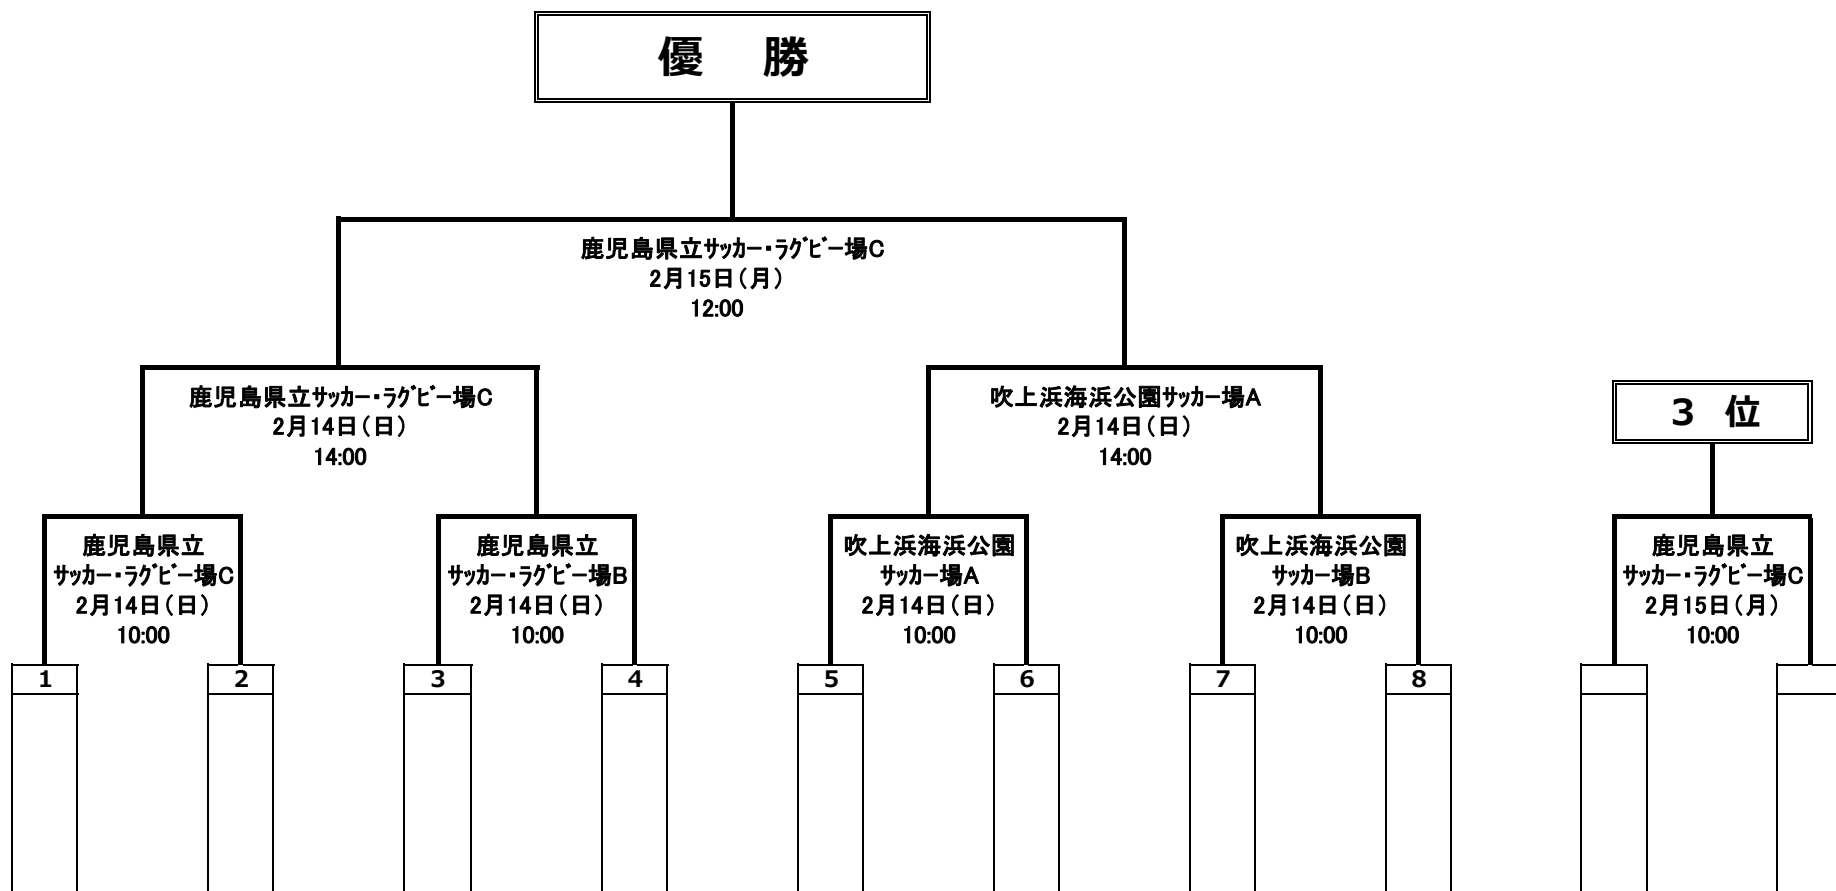 優 勝
鹿児島県立ｻｯｶｰ・ﾗｸﾞﾋﾞｰ場C
2月15日（月）
12:00
鹿児島県立ｻｯｶｰ・ﾗｸﾞﾋﾞｰ場C
2月14日（日）
14:00
吹上浜海浜公園ｻｯｶｰ場A
2月14日（日）
14:00
3 位
鹿児島県立
ｻｯｶｰ・ﾗｸﾞﾋﾞｰ場C
2月14日（日）
10:00
鹿児島県立
ｻｯｶｰ・ﾗｸﾞﾋﾞｰ場B
2月14日（日）
10:00
吹上浜海浜公園
ｻｯｶｰ場A
2月14日（日）
10:00
吹上浜海浜公園
ｻｯｶｰ場B
2月14日（日）
10:00
鹿児島県立
ｻｯｶｰ・ﾗｸﾞﾋﾞｰ場C
2月15日（月）
10:00
1
2
3
4
5
6
7
8